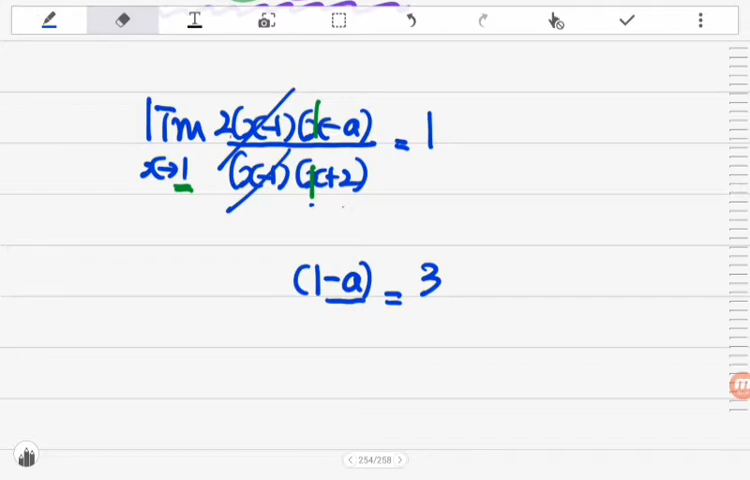 lim 2(x-1)(x-a) / (x-1)(x+2) = 1
x→1
(1-a) = 3
254/258